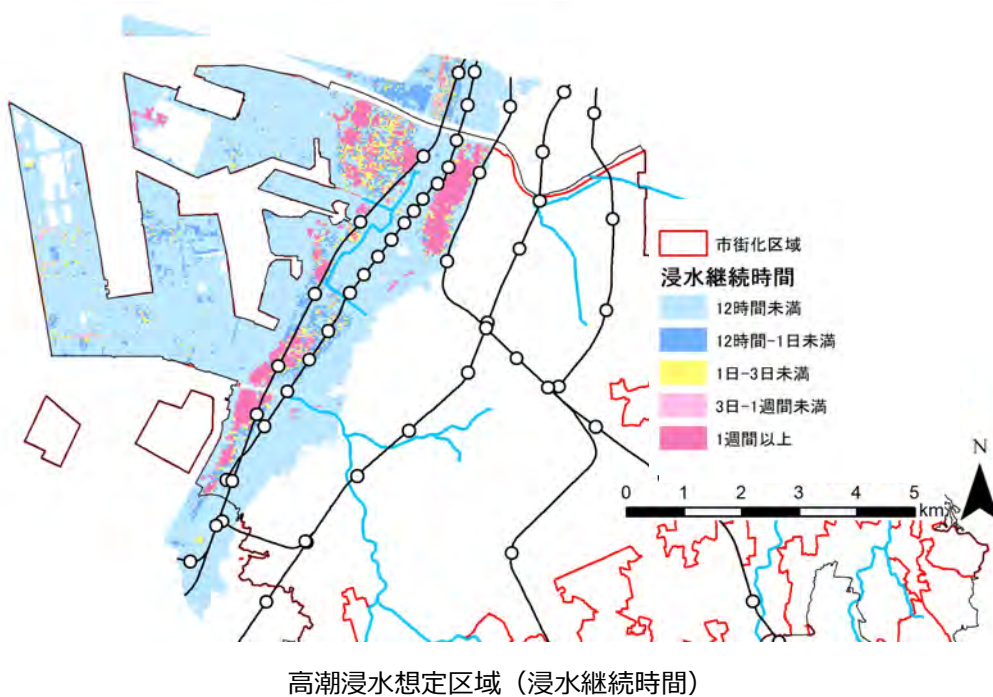 市街化区域
浸水継続時間
12時間未満
12時間-1日未満
1日-3日未満
3日-1週間未満
1週間以上
N
0 1 2 3 4 5
km
高潮浸水想定区域（浸水継続時間）